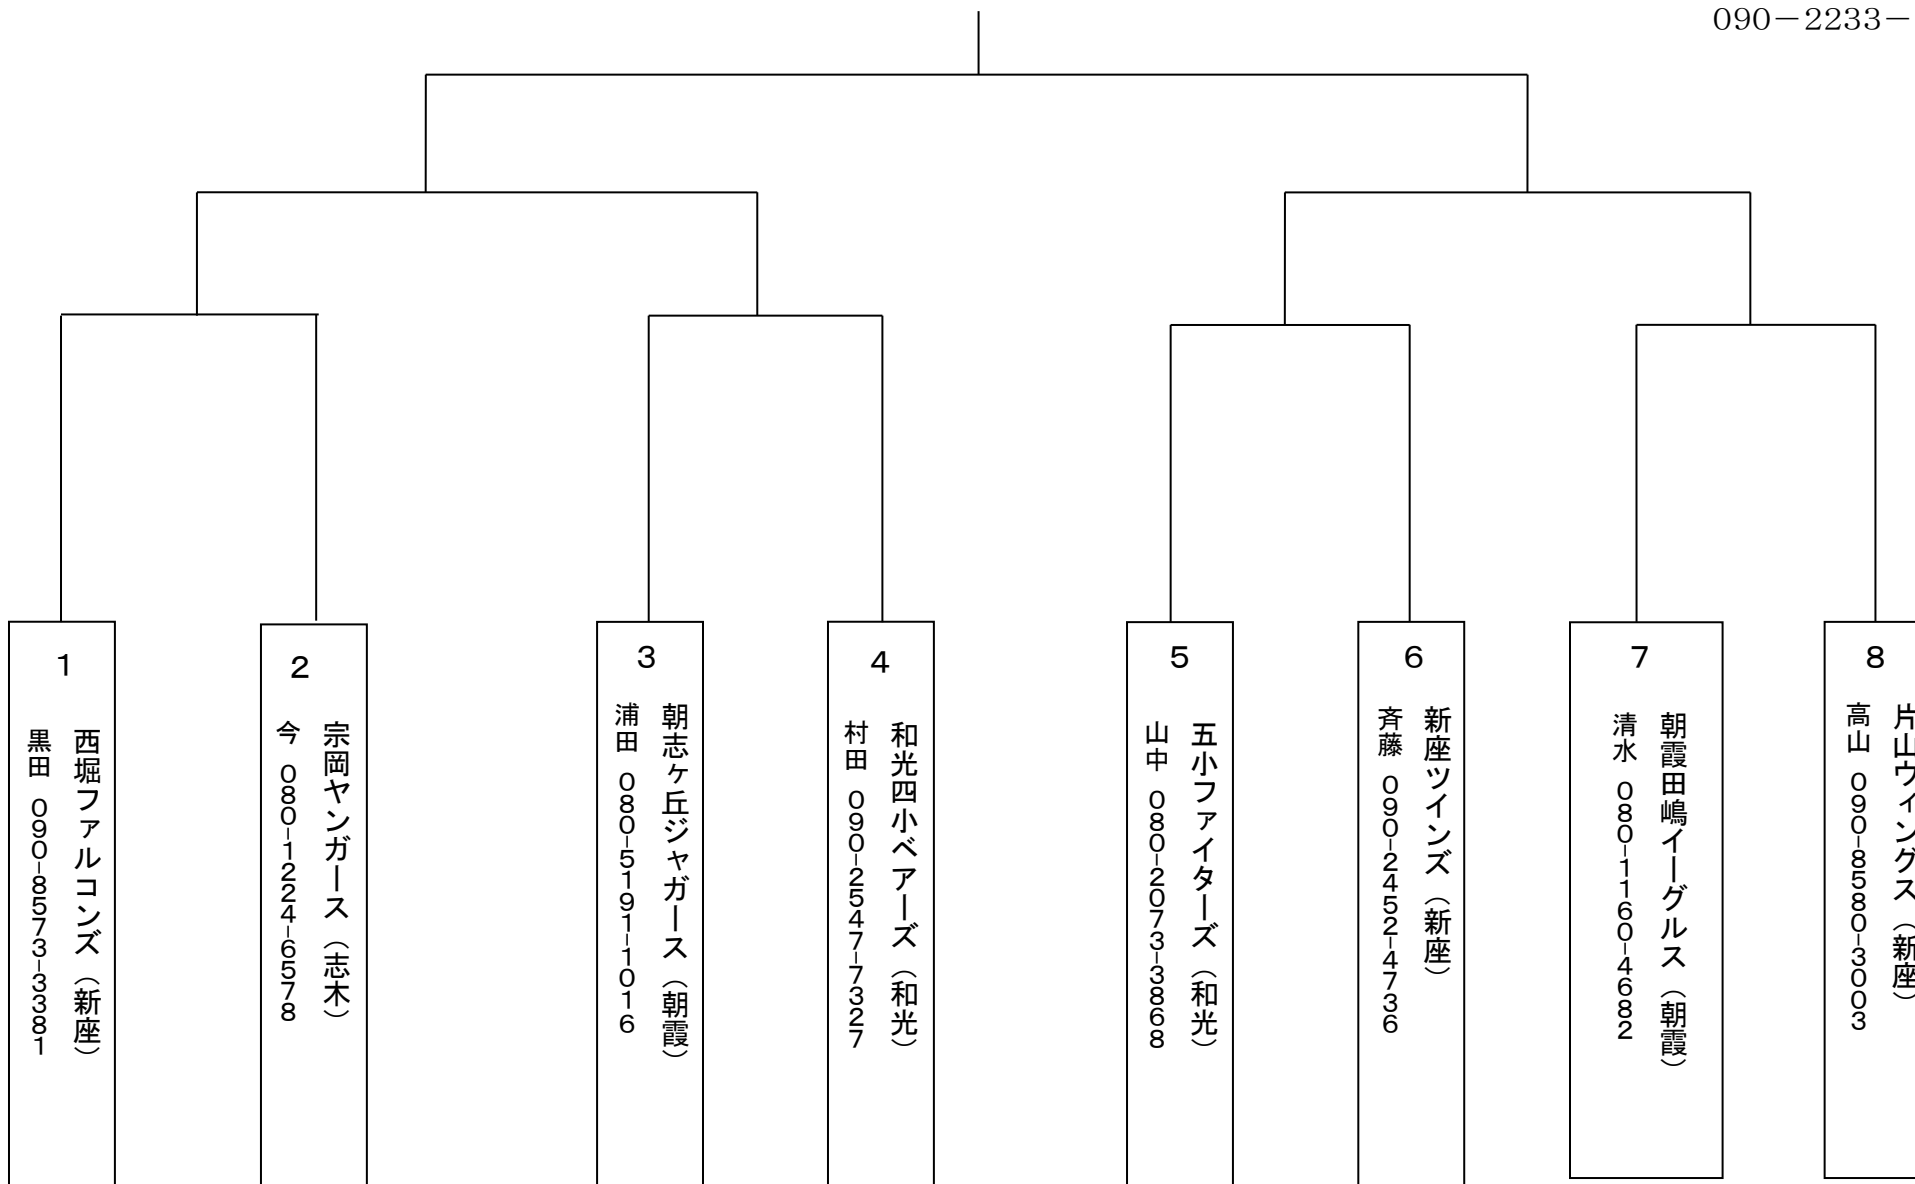 090－2233－
1
西堀ファルコンズ（新座）
黒田　090-8573-3381
2
宗岡ヤンガース（志木）
今　080-1224-6578
3
朝志ヶ丘ジャガース（朝霞）
浦田　080-5191-1016
4
和光四小ベアーズ（和光）
村田　090-2547-7327
5
五小ファイターズ（和光）
山中　080-2073-3868
6
新座ツインズ（新座）
斉藤　090-2452-4736
7
朝霞田嶋イーグルス（朝霞）
清水　080-1160-4682
8
片山ウィングス（新座）
高山　090-8580-3003